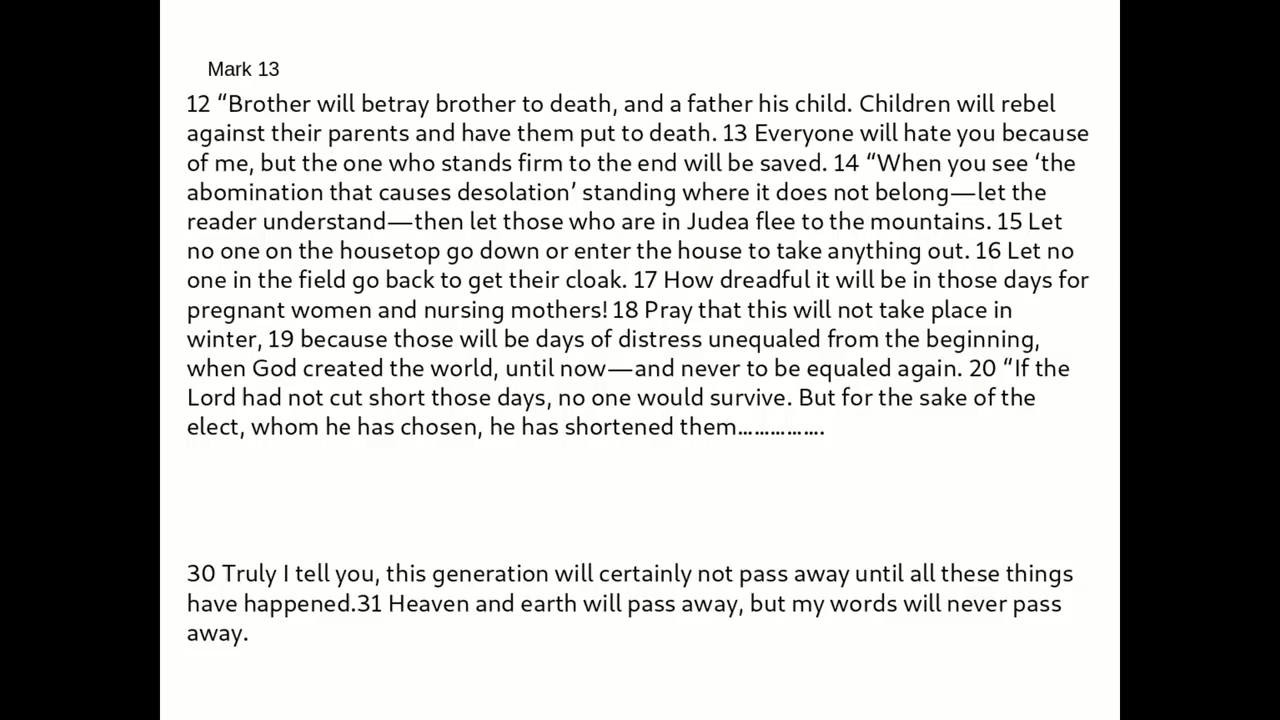 Mark 13
12 “Brother will betray brother to death, and a father his child. Children will rebel
against their parents and have them put to death. 13 Everyone will hate you because
of me, but the one who stands firm to the end will be saved. 14 “When you see ‘the
abomination that causes desolation’ standing where it does not belong—let the
reader understand—then let those who are in Judea flee to the mountains. 15 Let
no one on the housetop go down or enter the house to take anything out. 16 Let no
one in the field go back to get their cloak. 17 How dreadful it will be in those days for
pregnant women and nursing mothers! 18 Pray that this will not take place in
winter, 19 because those will be days of distress unequaled from the beginning,
when God created the world, until now—and never to be equaled again. 20 “If the
Lord had not cut short those days, no one would survive. But for the sake of the
elect, whom he has chosen, he has shortened them……………
30 Truly I tell you, this generation will certainly not pass away until all these things
have happened.31 Heaven and earth will pass away, but my words will never pass
away.